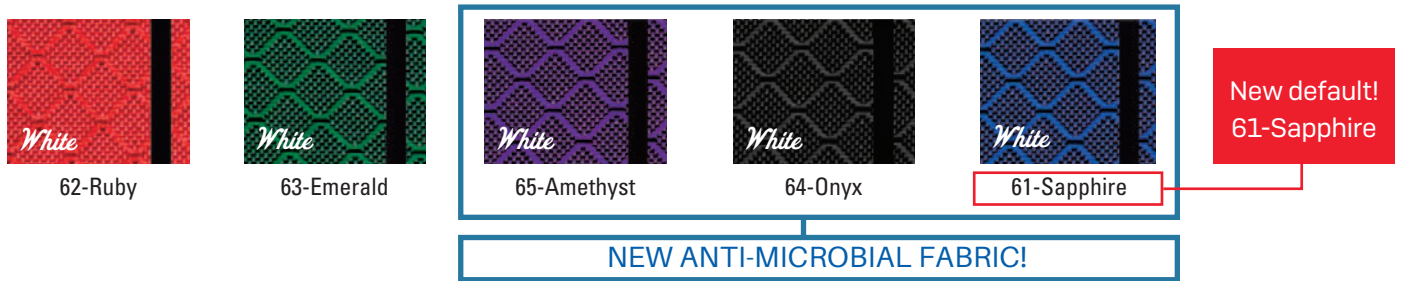 White
White
White
White
White
New default!
61-Sapphire
62-Ruby
63-Emerald
65-Amethyst
64-Onyx
61-Sapphire
NEW ANTI-MICROBIAL FABRIC!